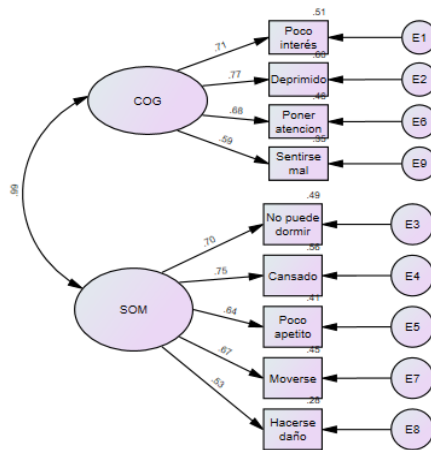 .51
Poco
interés
E1
.71
.60
.77
Deprimido
E2
COG
.46
.68
Poner
atencion
E6
.35
.59
Sentirse
mal
E9
.99
.49
No puede
dormir
E3
.70
.56
.75
Cansado
E4
SOM
.41
.64
Poco
apetito
E5
.45
.67
Moverse
E7
.28
.53
Hacerse
daño
E8